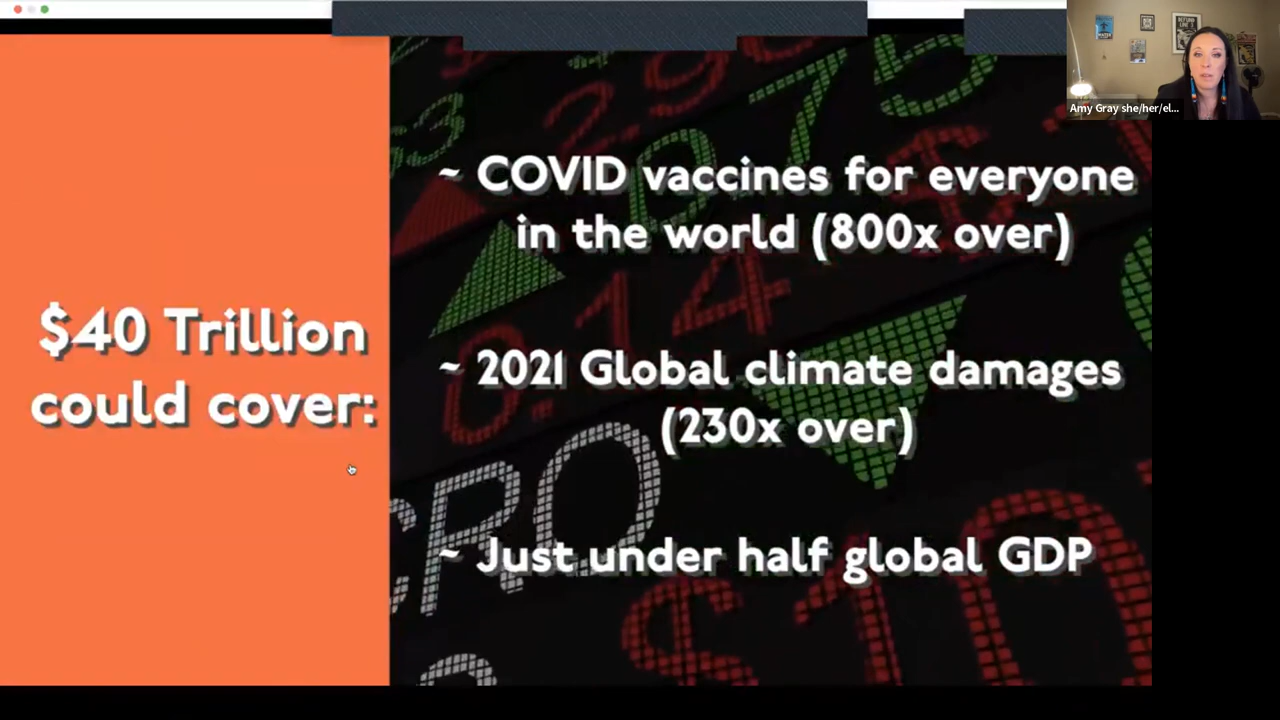 Amy Gray she/her/el...
$40 Trillion
could cover:
~ COVID vaccines for everyone
in the world (800x over)
~ 2021 Global climate damages
(230x over)
~ Just under half global GDP